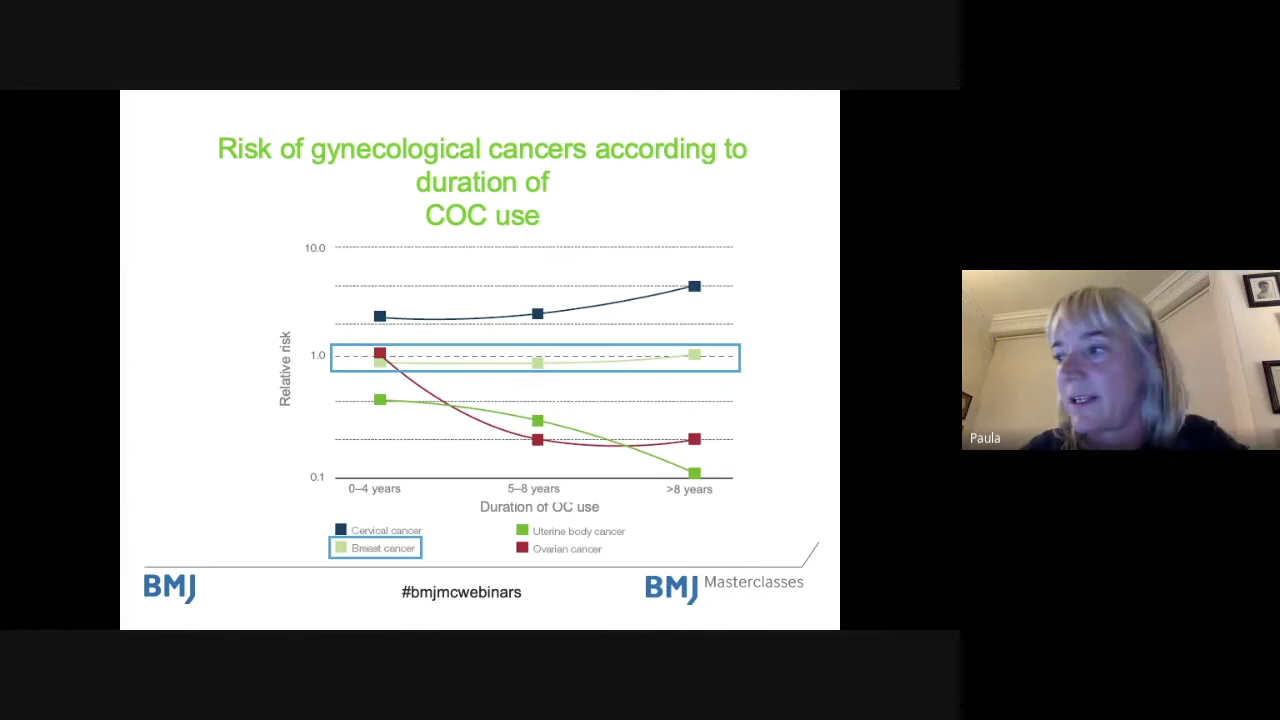 Risk of gynecological cancers according to
duration of
COC use
10.0
1.0
0.1
Relative risk
0–4 years
5–8 years
>8 years
Duration of OC use
Cervical cancer
Uterine body cancer
Breast cancer
Ovarian cancer
BMJ
#bmjmcwebinars
BMJ Masterclasses
Paula